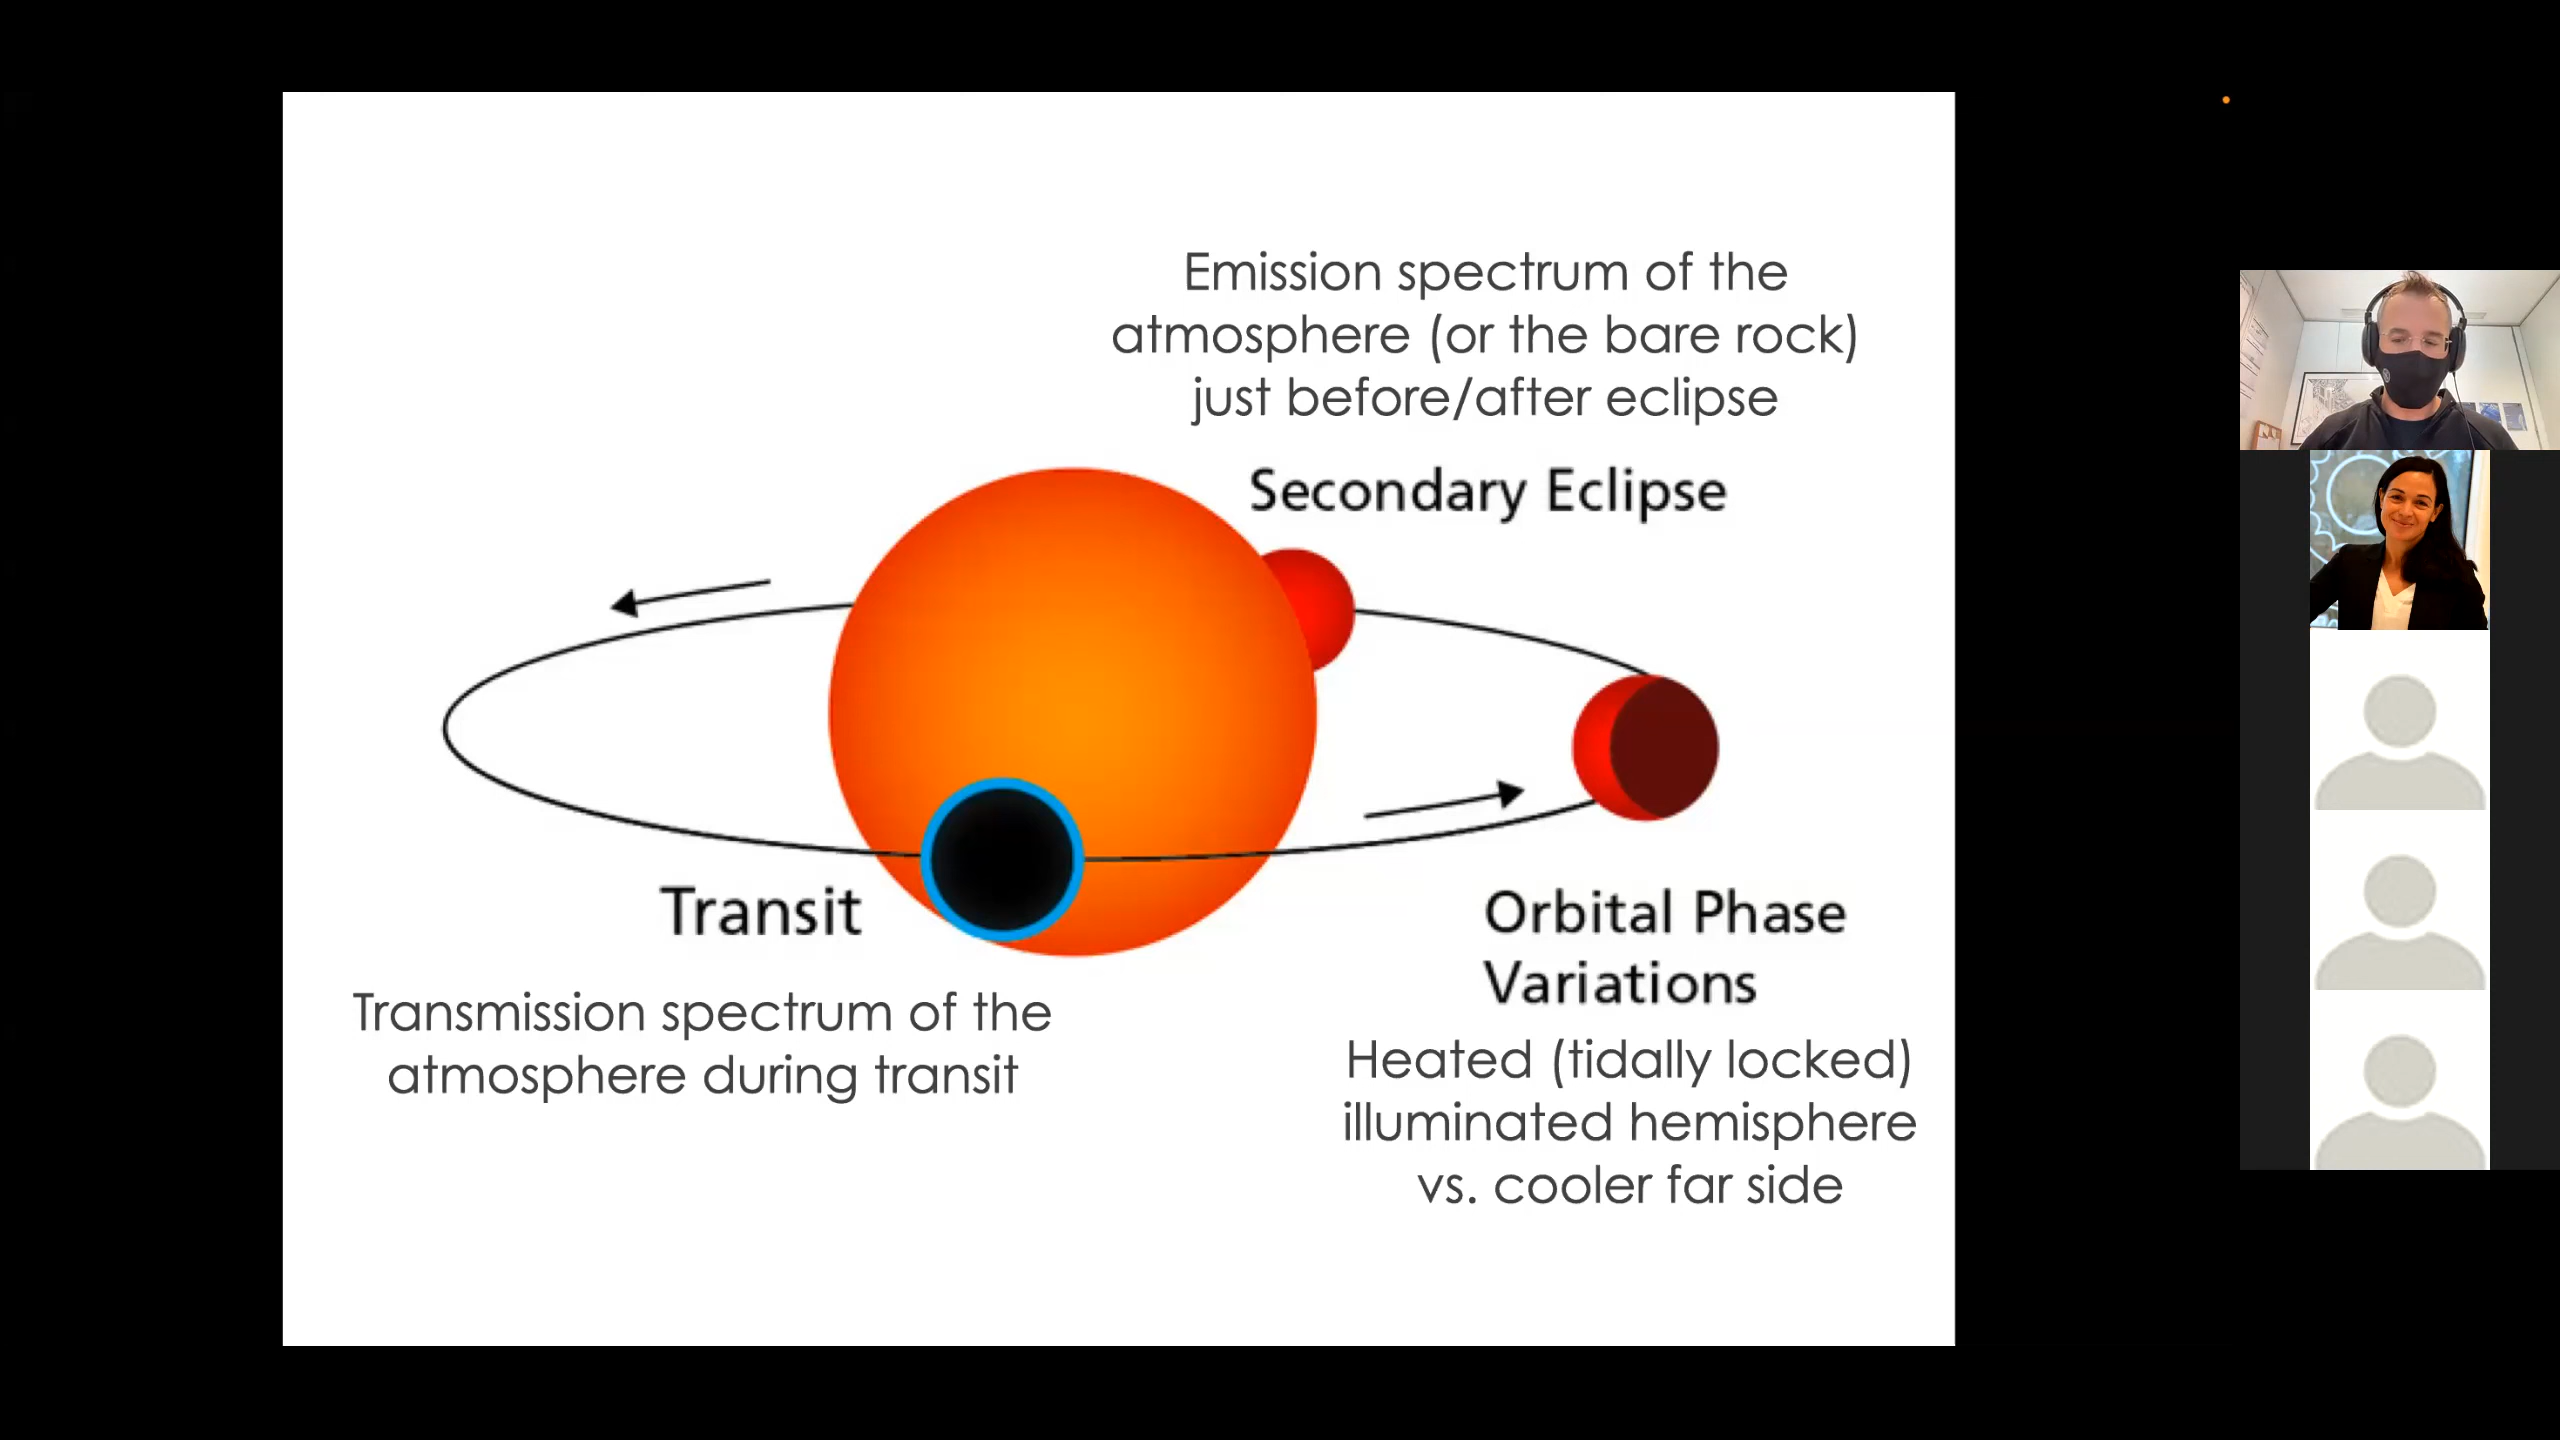 Emission spectrum of the
atmosphere (or the bare rock)
just before/after eclipse
Secondary Eclipse
Transit
Transmission spectrum of the
atmosphere during transit
Orbital Phase
Variations
Heated (tidally locked)
illuminated hemisphere
vs. cooler far side